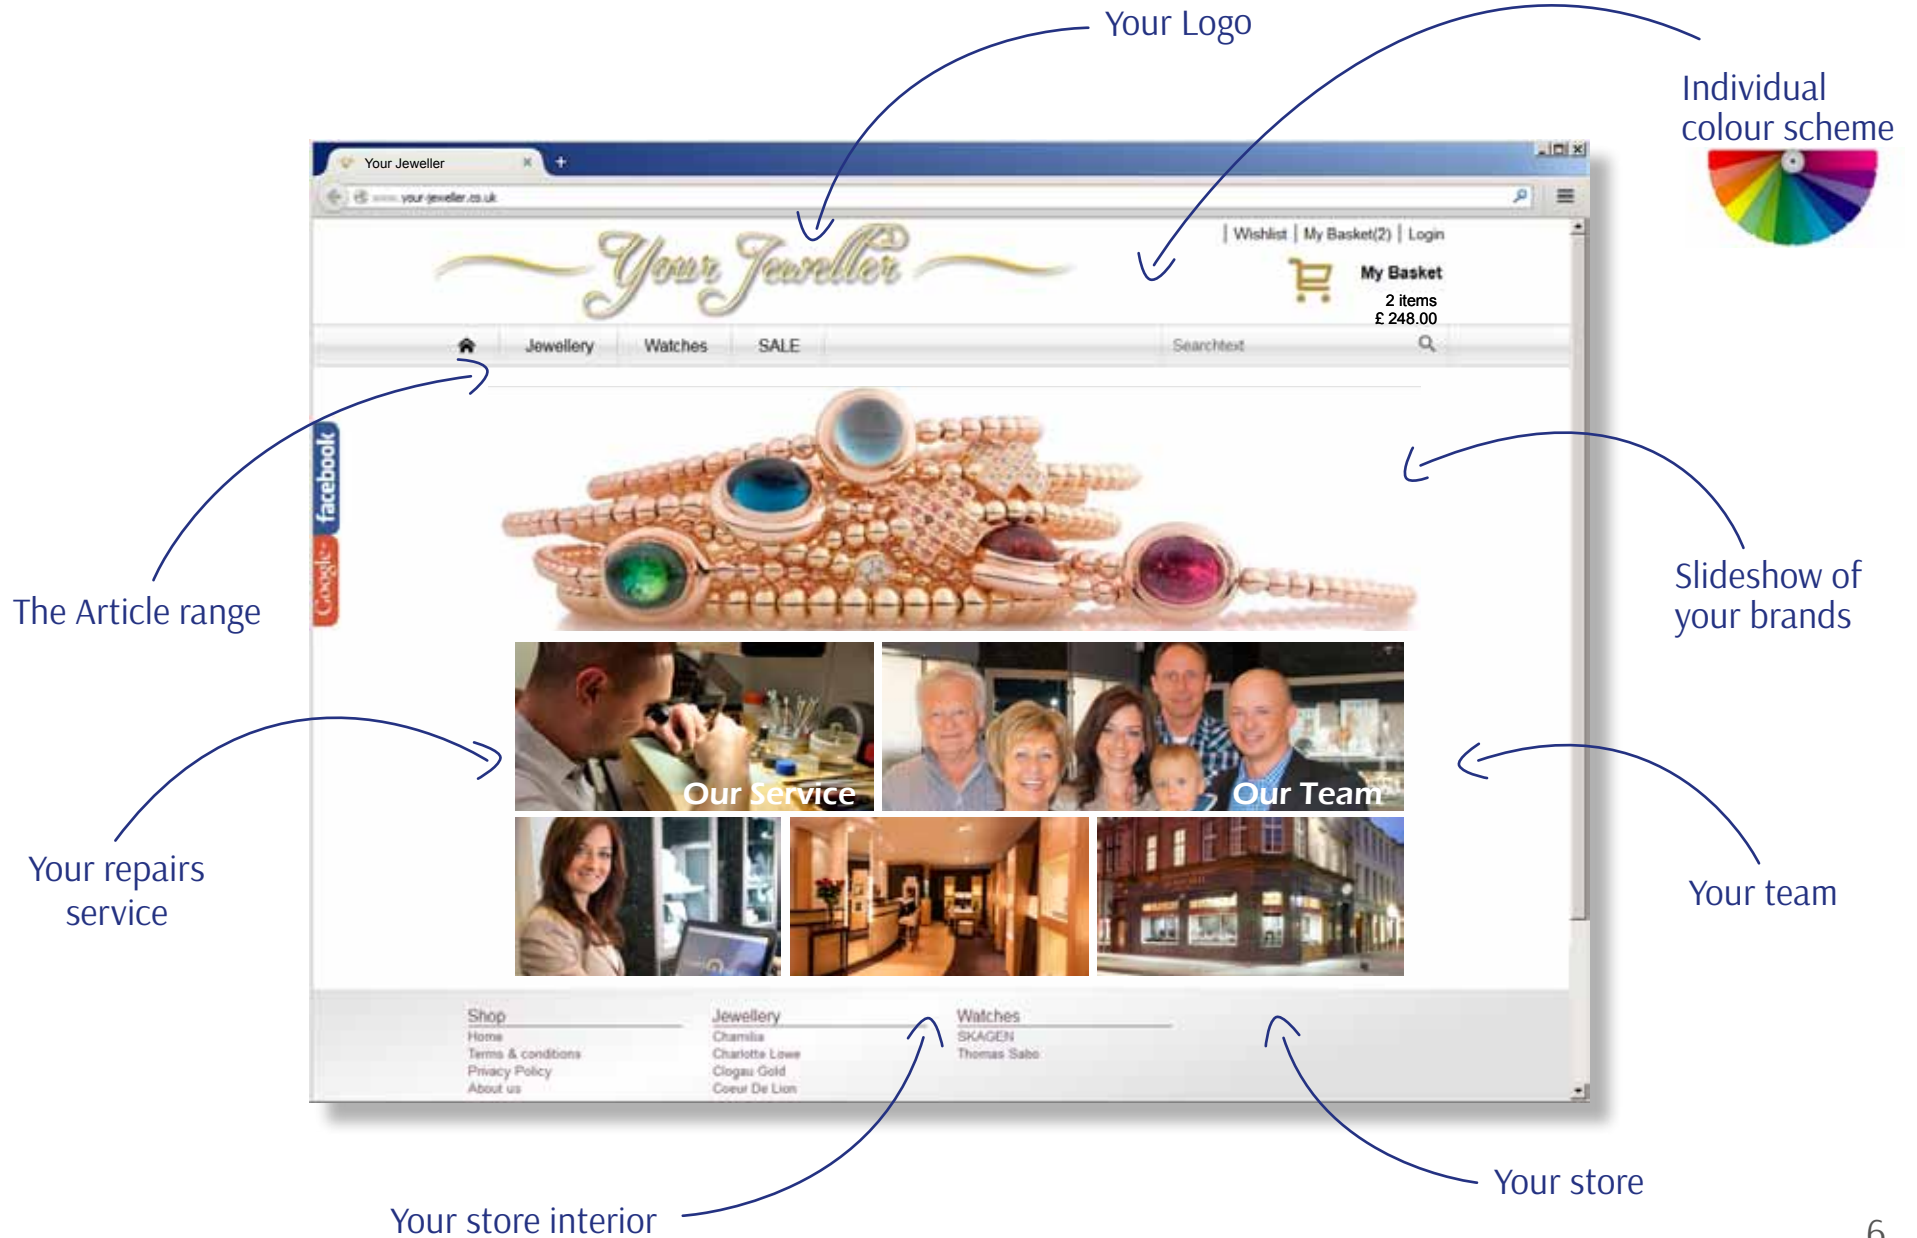 Your Logo
Individual
colour scheme
Your Jeweller
www.your-jeweller.co.uk
Your Jeweller
| Wishlist | My Basket(2) | Login
My Basket
2 items
£ 248.00
Jewellery Watches SALE
Searchtext
facebook
Google+
The Article range
Slideshow of
your brands
Our Service
Our Team
Your repairs
service
Your team
Shop Jewellery Watches
Home Chamilia SKAGEN
Terms & conditions Charlotte Lowe Thomas Sabo
Privacy Policy Clogau Gold
About us Coeur De Lion
Your store
Your store interior
6